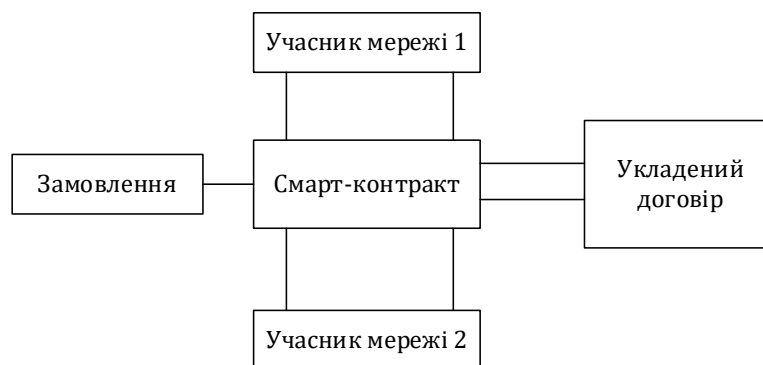 Учасник мережі 1
Замовлення
Смарт-контракт
Укладений
договір
Учасник мережі 2